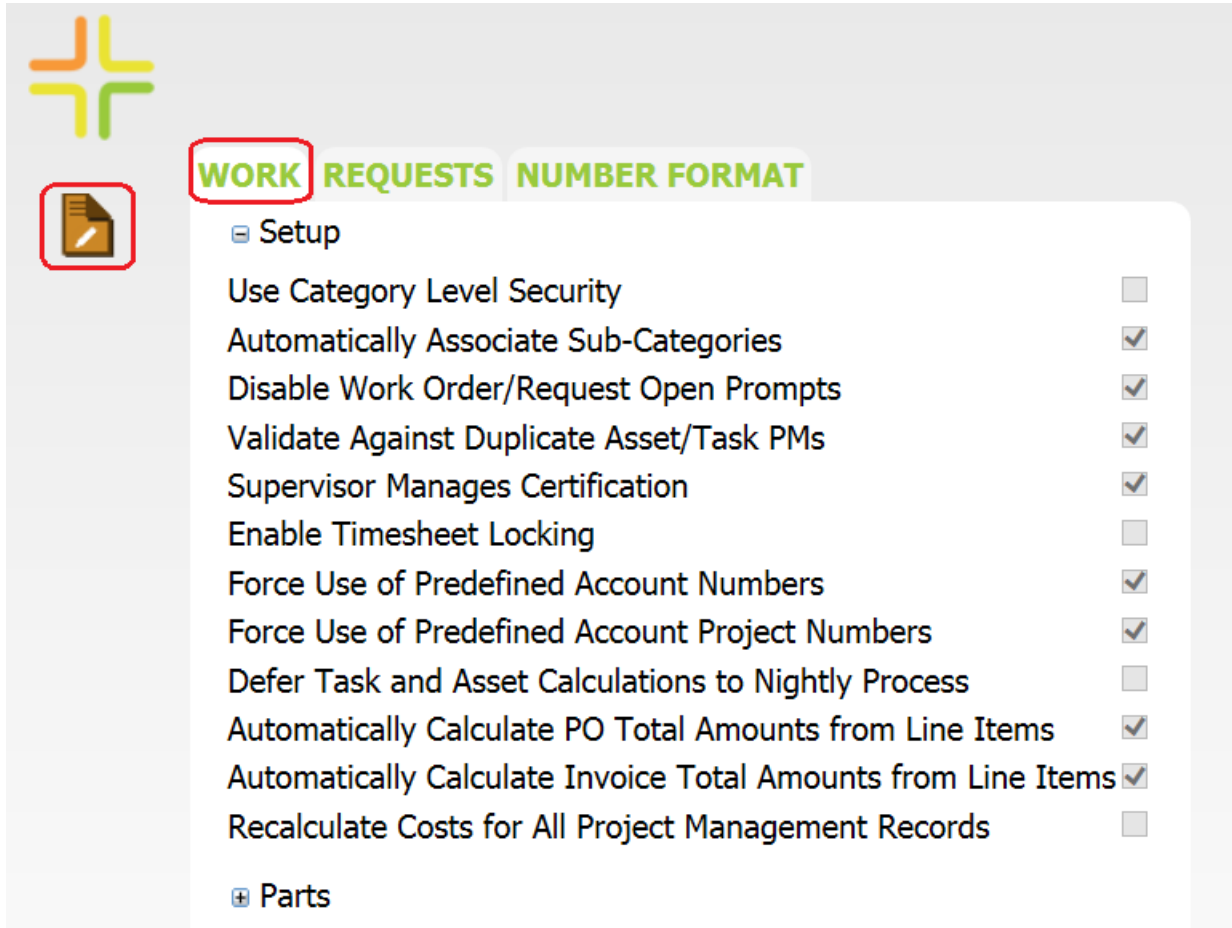 WORK REQUESTS NUMBER FORMAT
Setup
Use Category Level Security
Automatically Associate Sub-Categories
Disable Work Order/Request Open Prompts
Validate Against Duplicate Asset/Task PMs
Supervisor Manages Certification
Enable Timesheet Locking
Force Use of Predefined Account Numbers
Force Use of Predefined Account Project Numbers
Defer Task and Asset Calculations to Nightly Process
Automatically Calculate PO Total Amounts from Line Items
Automatically Calculate Invoice Total Amounts from Line Items
Recalculate Costs for All Project Management Records
Parts